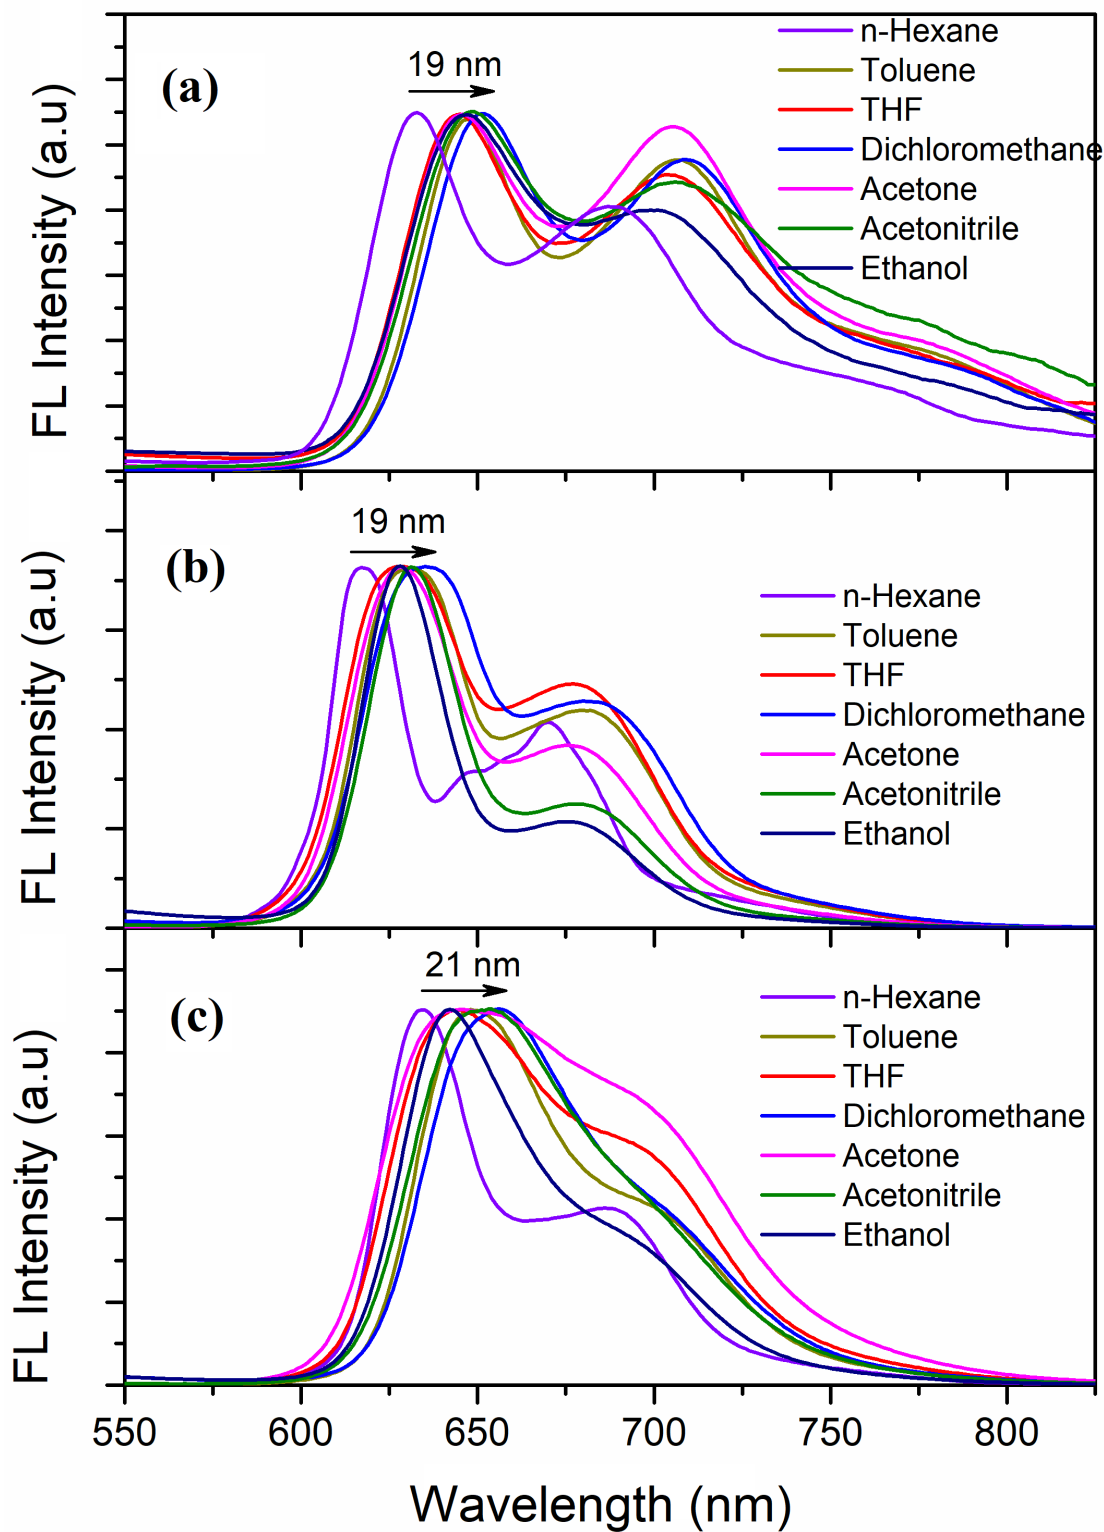 19 nm
(a)
n-Hexane
Toluene
THF
Dichloromethane
Acetone
Acetonitrile
Ethanol
FL Intensity (a.u)
19 nm
(b)
n-Hexane
Toluene
THF
Dichloromethane
Acetone
Acetonitrile
Ethanol
FL Intensity (a.u)
21 nm
(c)
n-Hexane
Toluene
THF
Dichloromethane
Acetone
Acetonitrile
Ethanol
FL Intensity (a.u)
550 600 650 700 750 800
Wavelength (nm)